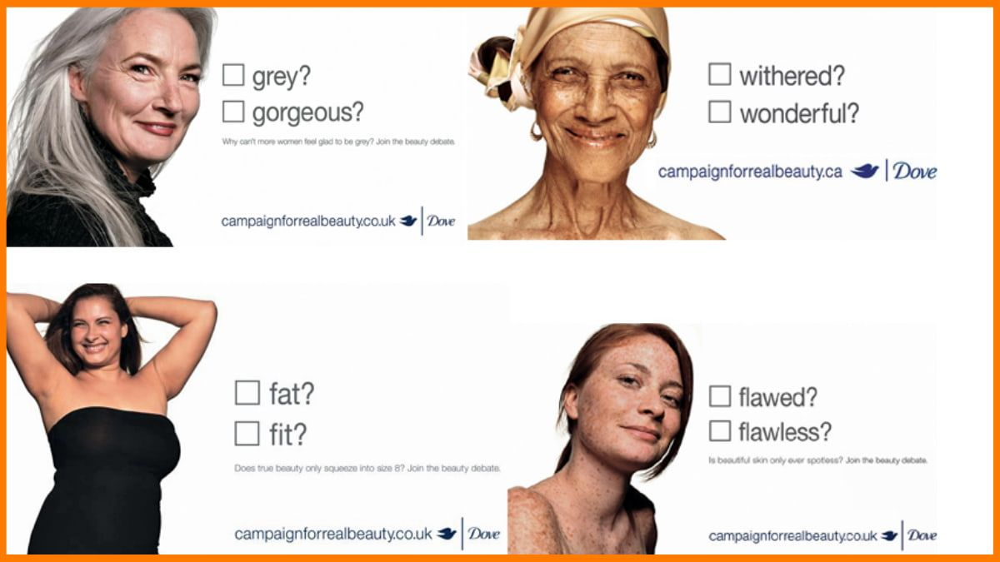 grey?
gorgeous?
Why can't more women feel glad to be grey? Join the beauty debate.
campaignforrealbeauty.co.uk Dove
withered?
wonderful?
campaignforrealbeauty.ca Dove
fat?
fit?
Does true beauty only squeeze into size 8? Join the beauty debate.
campaignforrealbeauty.co.uk Dove
flawed?
flawless?
Is beautiful skin only ever spotless? Join the beauty debate.
campaignforrealbeauty.co.uk Dove